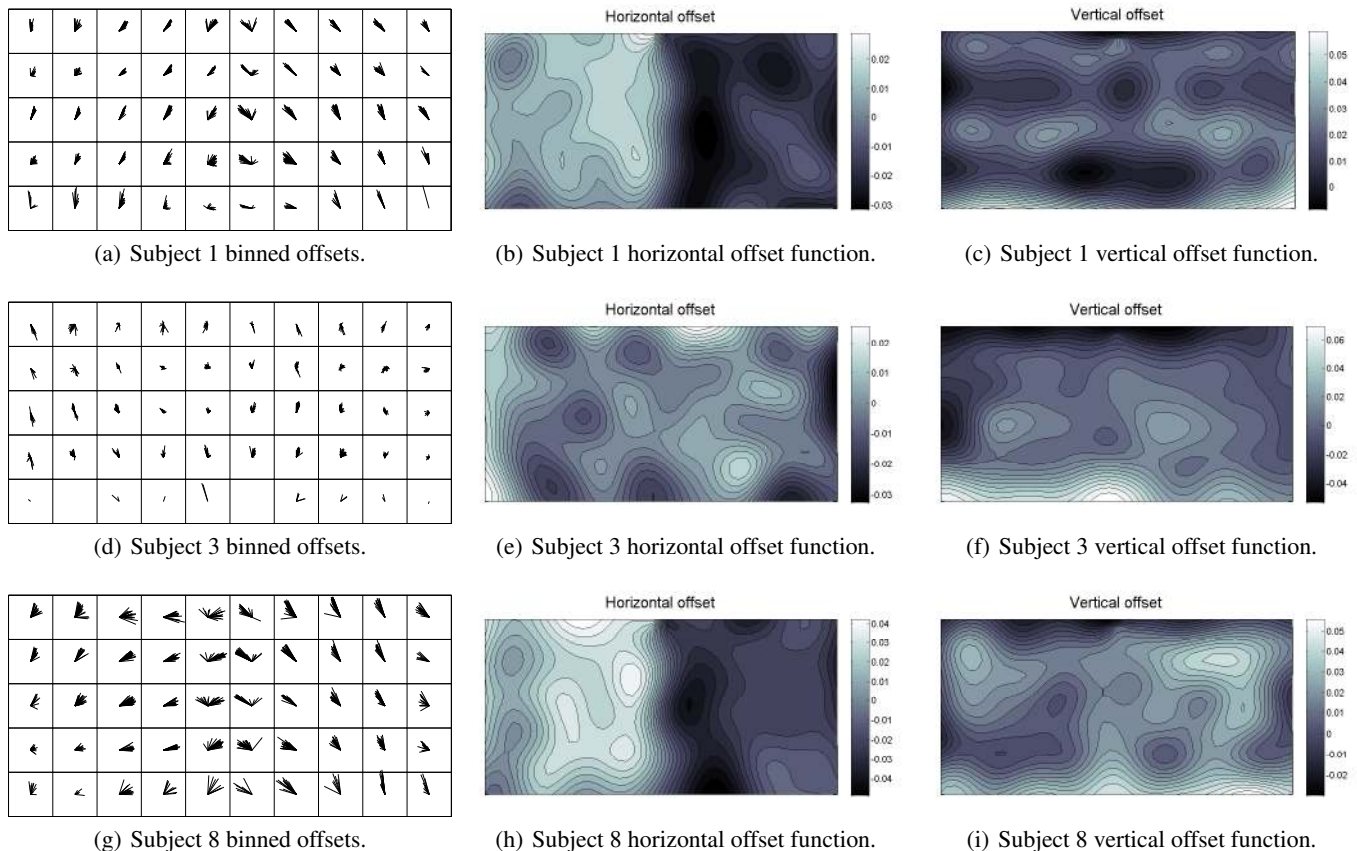 Horizontal offset
Vertical offset
0.02
0.01
0
-0.01
-0.02
-0.03
0.05
0.04
0.03
0.02
0.01
0
(a) Subject 1 binned offsets.
(b) Subject 1 horizontal offset function.
(c) Subject 1 vertical offset function.
Horizontal offset
Vertical offset
0.02
0.01
0
-0.01
-0.02
-0.03
0.06
0.04
0.02
0
-0.02
-0.04
(d) Subject 3 binned offsets.
(e) Subject 3 horizontal offset function.
(f) Subject 3 vertical offset function.
Horizontal offset
Vertical offset
0.04
0.03
0.02
0.01
0
-0.01
-0.02
-0.03
-0.04
0.05
0.04
0.03
0.02
0.01
0
-0.01
-0.02
(g) Subject 8 binned offsets.
(h) Subject 8 horizontal offset function.
(i) Subject 8 vertical offset function.